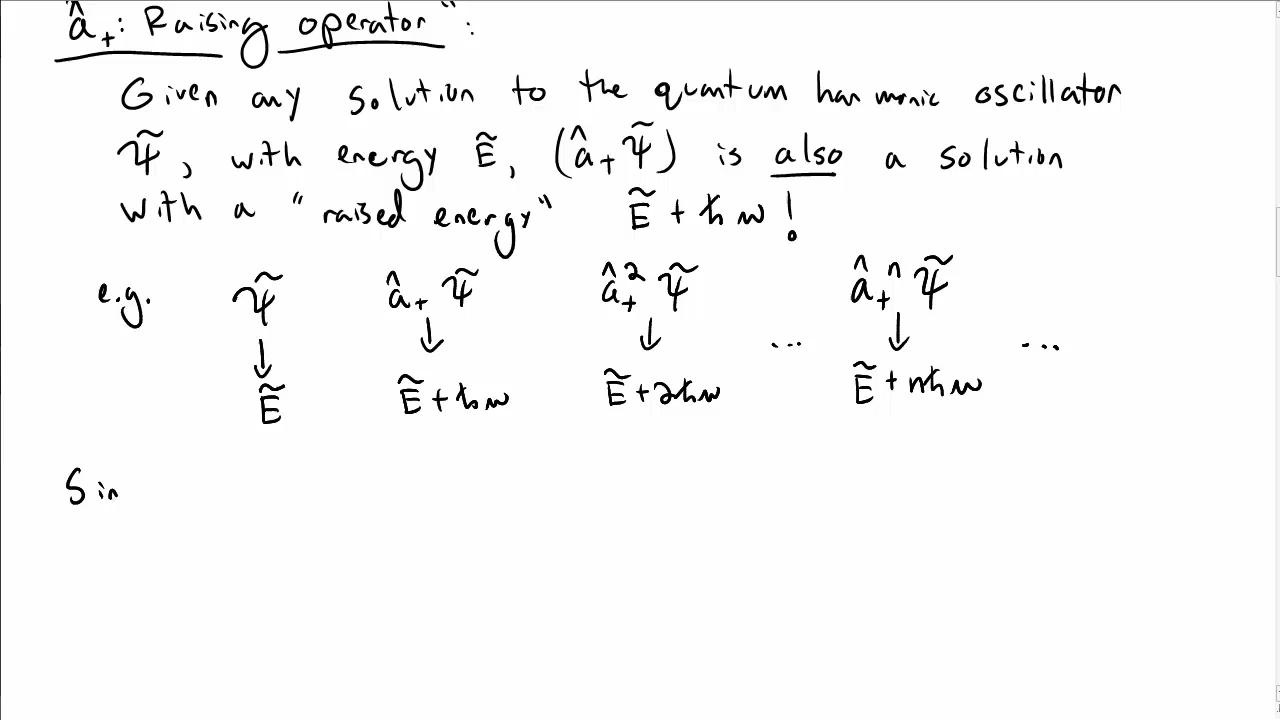 â₊: Raising operator":
Given any solution to the quantum harmonic oscillator
ψ̃, with energy Ẽ, (â₊ψ̃) is also a solution
with a "raised energy" Ẽ + ħω!
e.g. ψ̃ â₊ψ̃ â₊²ψ̃ â₊ⁿψ̃
↓ ↓ ↓ ... ↓ ...
Ẽ Ẽ+ħω Ẽ+2ħω Ẽ+nħω
Sin